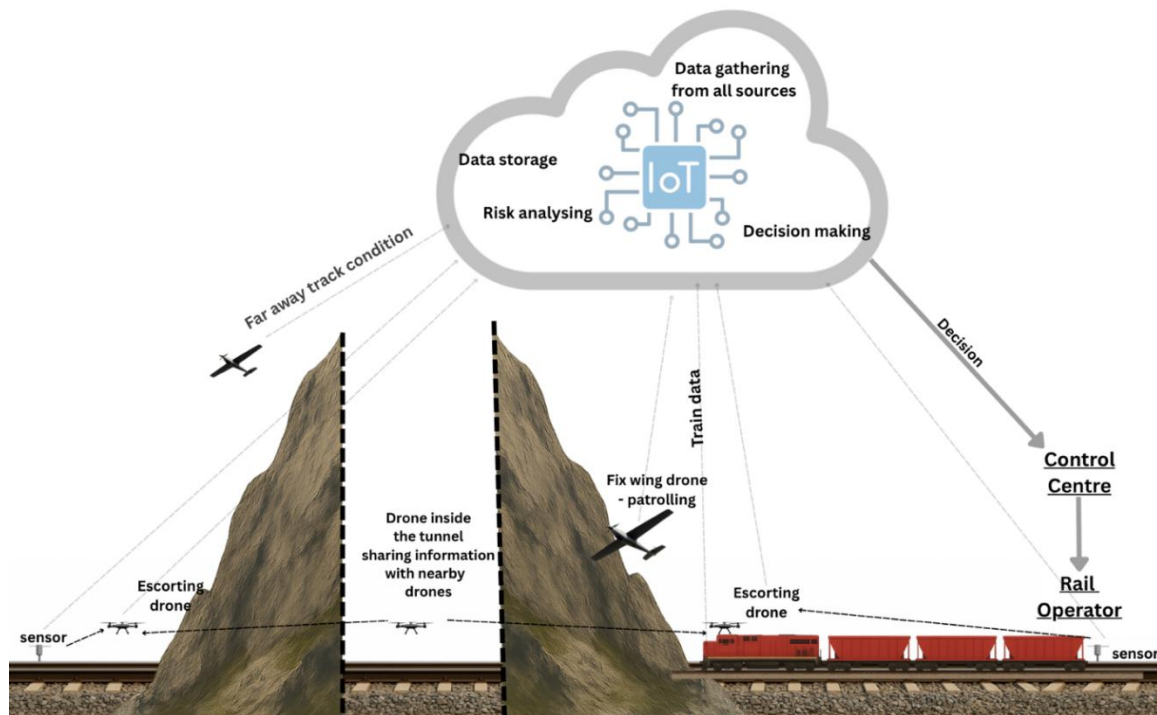 Data gathering
from all sources
Data storage
IoT
Risk analysing
Decision making
Far away track condition
Decision
Train data
Control
Centre
Fix wing drone
- patrolling
Drone inside
the tunnel
sharing information
with nearby
drones
Escorting
drone
Escorting
drone
Rail
Operator
sensor
sensor